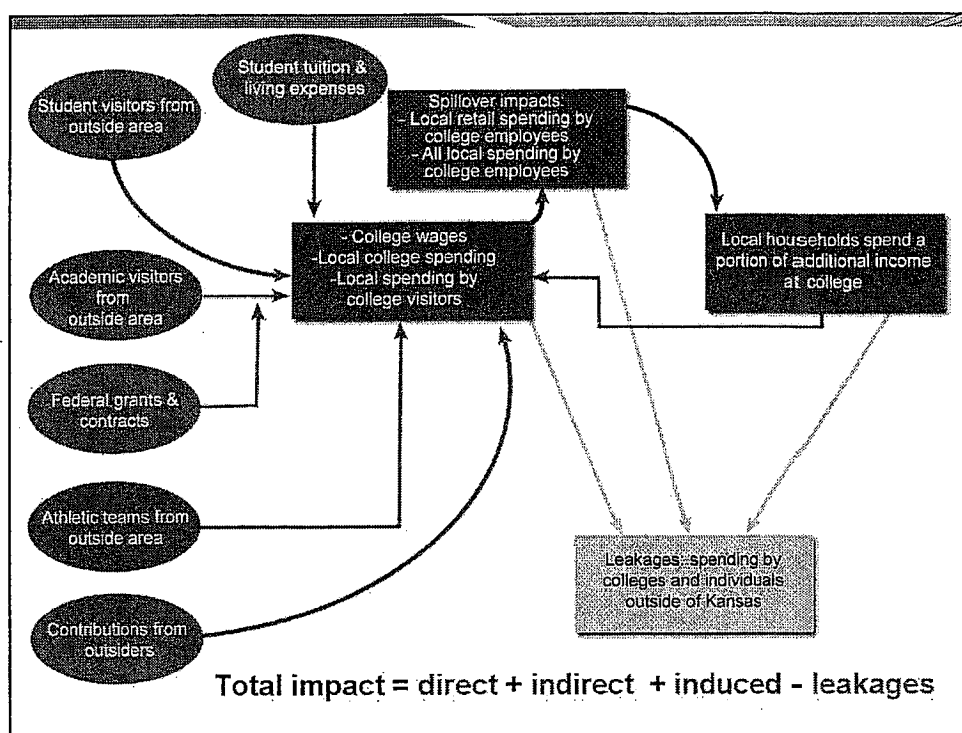 Student tuition &
living expenses
Student visitors from
outside area
Spillover impacts:
- Local retail spending by
college employees
- All local spending by
college employees
- College wages
-Local college spending
-Local spending by
college visitors
Local households spend a
portion of additional income
at college
Academic visitors
from
outside area
Federal grants &
contracts
Athletic teams from
outside area
Contributions from
outsiders
Leakages: spending by
colleges and individuals
outside of Kansas
Total impact = direct + indirect + induced - leakages